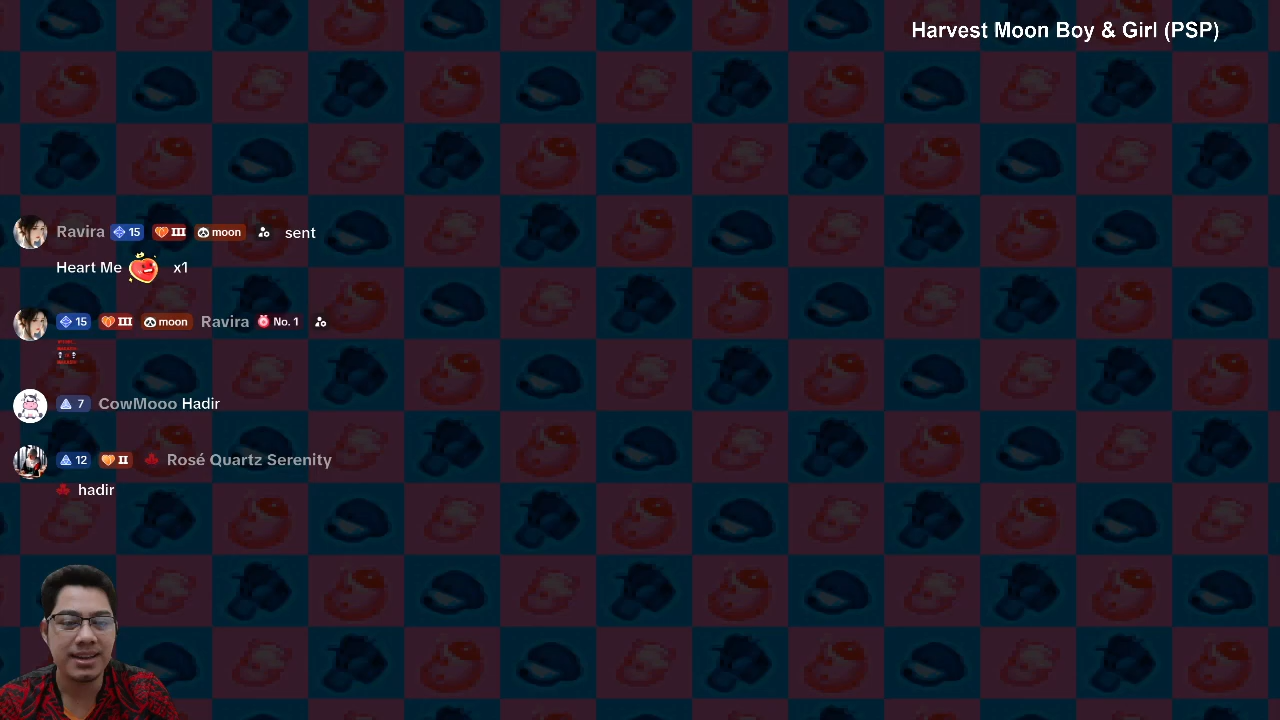 Harvest Moon Boy & Girl (PSP)
Ravira 15 III moon sent
Heart Me x1
15 III moon Ravira No. 1
7 CowMooo Hadir
12 II Rosé Quartz Serenity
hadir